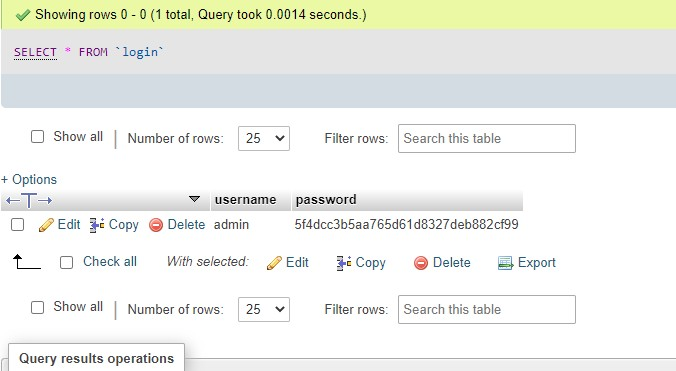 Showing rows 0 - 0 (1 total, Query took 0.0014 seconds.)
SELECT * FROM `login`
Show all Number of rows: 25 Filter rows: Search this table
+ Options
username password
Edit Copy Delete admin 5f4dcc3b5aa765d61d8327deb882cf99
Check all With selected: Edit Copy Delete Export
Show all Number of rows: 25 Filter rows: Search this table
Query results operations